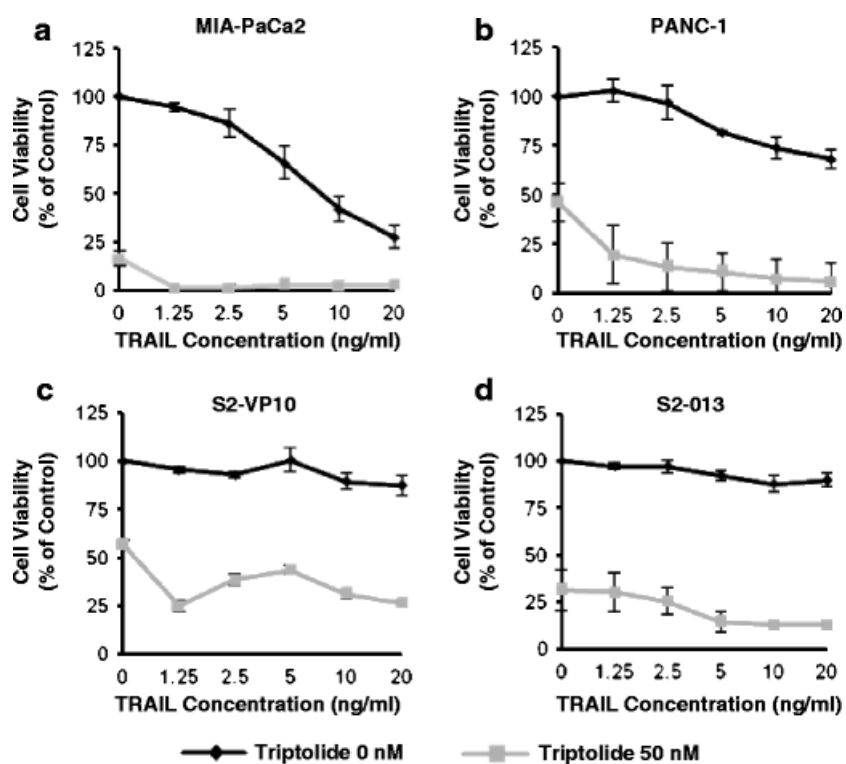 a
MIA-PaCa2
125
100
75
50
25
0
Cell Viability
(% of Control)
0 1.25 2.5 5 10 20
TRAIL Concentration (ng/ml)
b
PANC-1
125
100
75
50
25
0
Cell Viability
(% of Control)
0 1.25 2.5 5 10 20
TRAIL Concentration (ng/ml)
c
S2-VP10
125
100
75
50
25
0
Cell Viability
(% of Control)
0 1.25 2.5 5 10 20
TRAIL Concentration (ng/ml)
d
S2-013
125
100
75
50
25
0
Cell Viability
(% of Control)
0 1.25 2.5 5 10 20
TRAIL Concentration (ng/ml)
Triptolide 0 nM Triptolide 50 nM